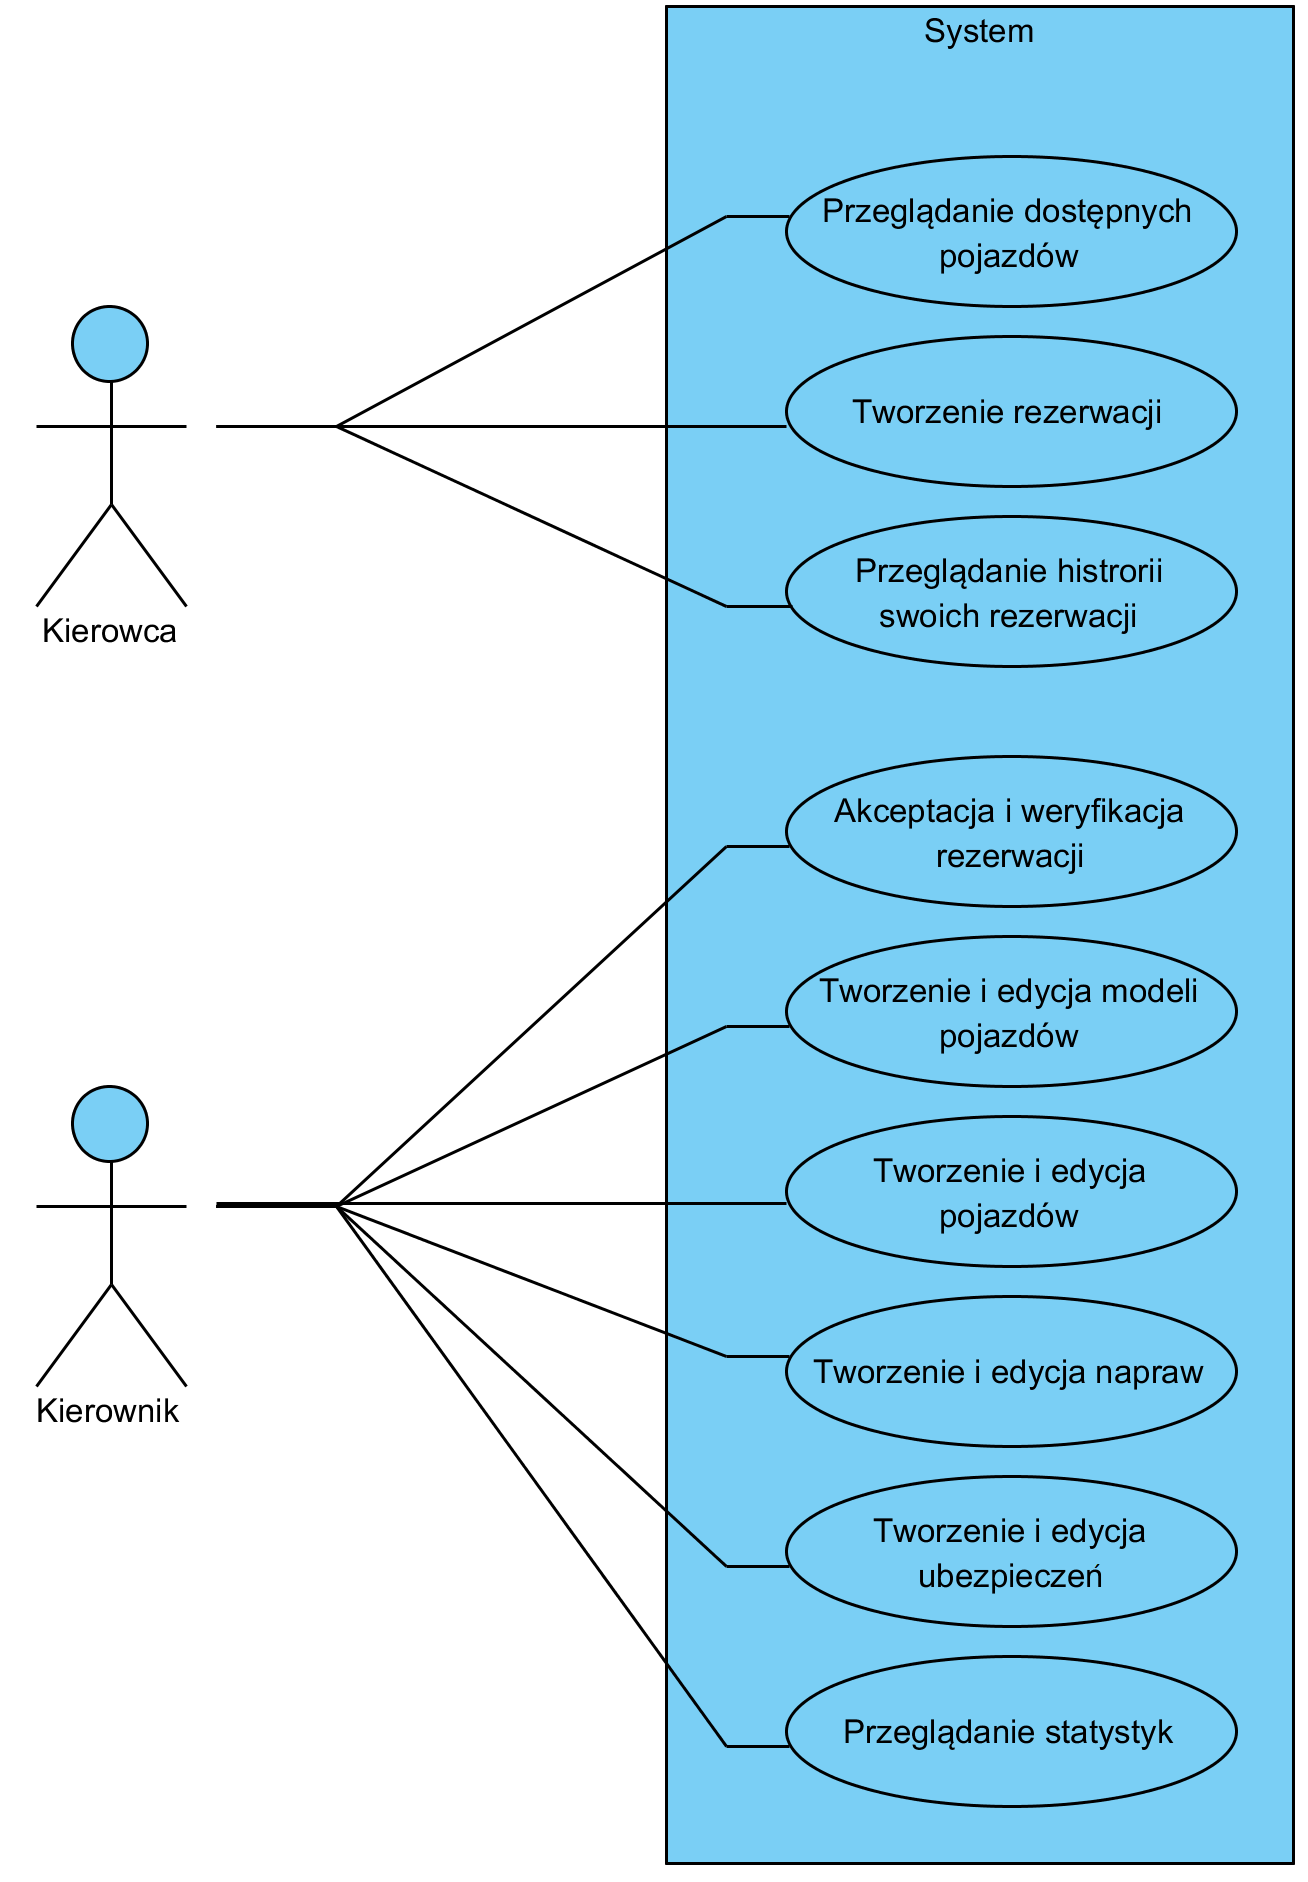 System
Przeglądanie dostępnych
pojazdów
Tworzenie rezerwacji
Przeglądanie histrorii
swoich rezerwacji
Kierowca
Akceptacja i weryfikacja
rezerwacji
Tworzenie i edycja modeli
pojazdów
Tworzenie i edycja
pojazdów
Tworzenie i edycja napraw
Kierownik
Tworzenie i edycja
ubezpieczeń
Przeglądanie statystyk